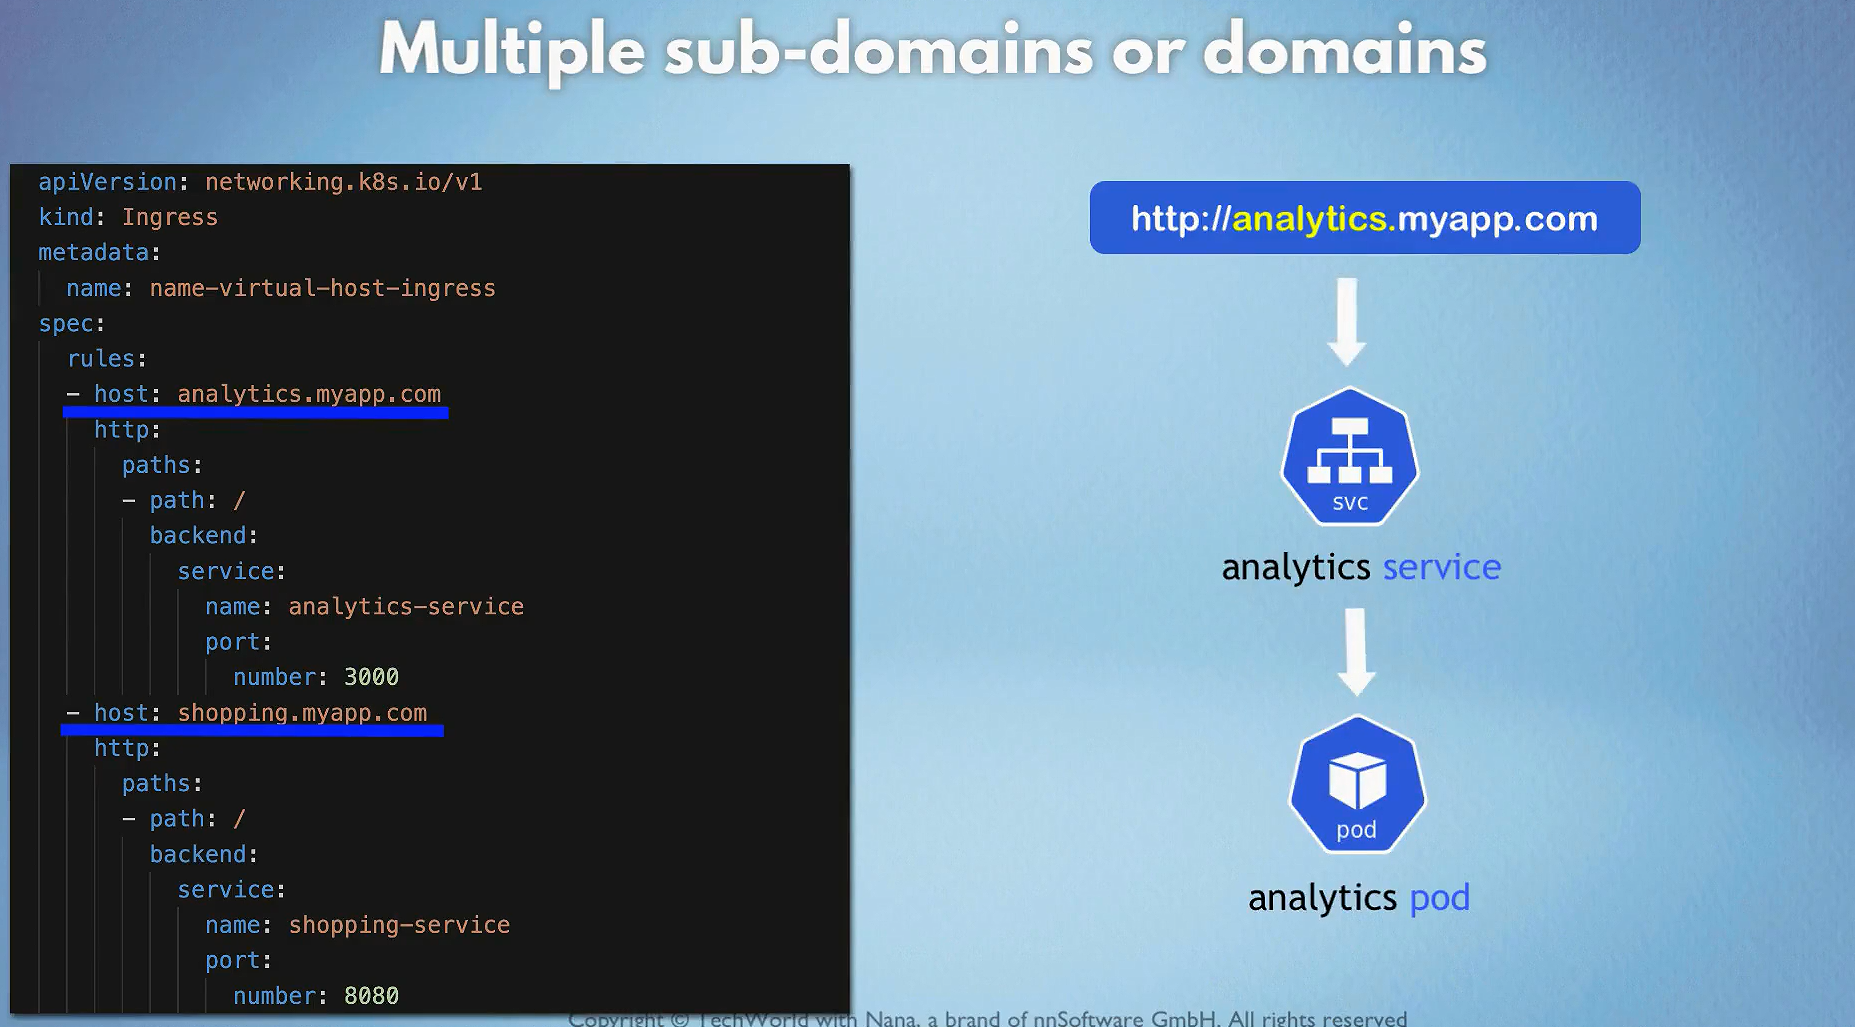 Multiple sub-domains or domains
apiVersion: networking.k8s.io/v1
kind: Ingress
metadata:
name: name-virtual-host-ingress
spec:
rules:
- host: analytics.myapp.com
http:
paths:
- path: /
backend:
service:
name: analytics-service
port:
number: 3000
- host: shopping.myapp.com
http:
paths:
- path: /
backend:
service:
name: shopping-service
port:
number: 8080
http://analytics.myapp.com
svc
analytics service
pod
analytics pod
Copyright © TechWorld with Nana, a brand of nnSoftware GmbH. All rights reserved